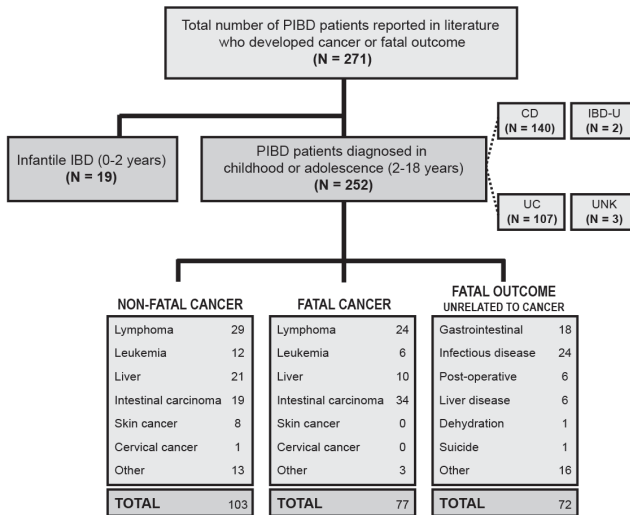 Total number of PIBD patients reported in literature
who developed cancer or fatal outcome
(N = 271)
Infantile IBD (0-2 years)
(N = 19)
PIBD patients diagnosed in
childhood or adolescence (2-18 years)
(N = 252)
CD
(N = 140)
IBD-U
(N = 2)
UC
(N = 107)
UNK
(N = 3)
NON-FATAL CANCER
Lymphoma 29
Leukemia 12
Liver 21
Intestinal carcinoma 19
Skin cancer 8
Cervical cancer 1
Other 13
TOTAL 103
FATAL CANCER
Lymphoma 24
Leukemia 6
Liver 10
Intestinal carcinoma 34
Skin cancer 0
Cervical cancer 0
Other 3
TOTAL 77
FATAL OUTCOME
UNRELATED TO CANCER
Gastrointestinal 18
Infectious disease 24
Post-operative 6
Liver disease 6
Dehydration 1
Suicide 1
Other 16
TOTAL 72